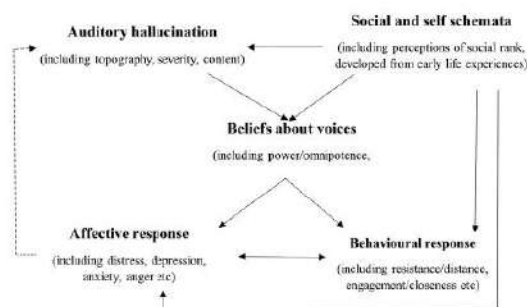 Auditory hallucination
(including topography, severity, content)
Social and self schemata
(including perceptions of social rank,
developed from early life experiences)
Beliefs about voices
(including power/omnipotence,
Affective response
(including distress, depression,
anxiety, anger etc)
Behavioural response
(including resistance/distance,
engagement/closeness etc)